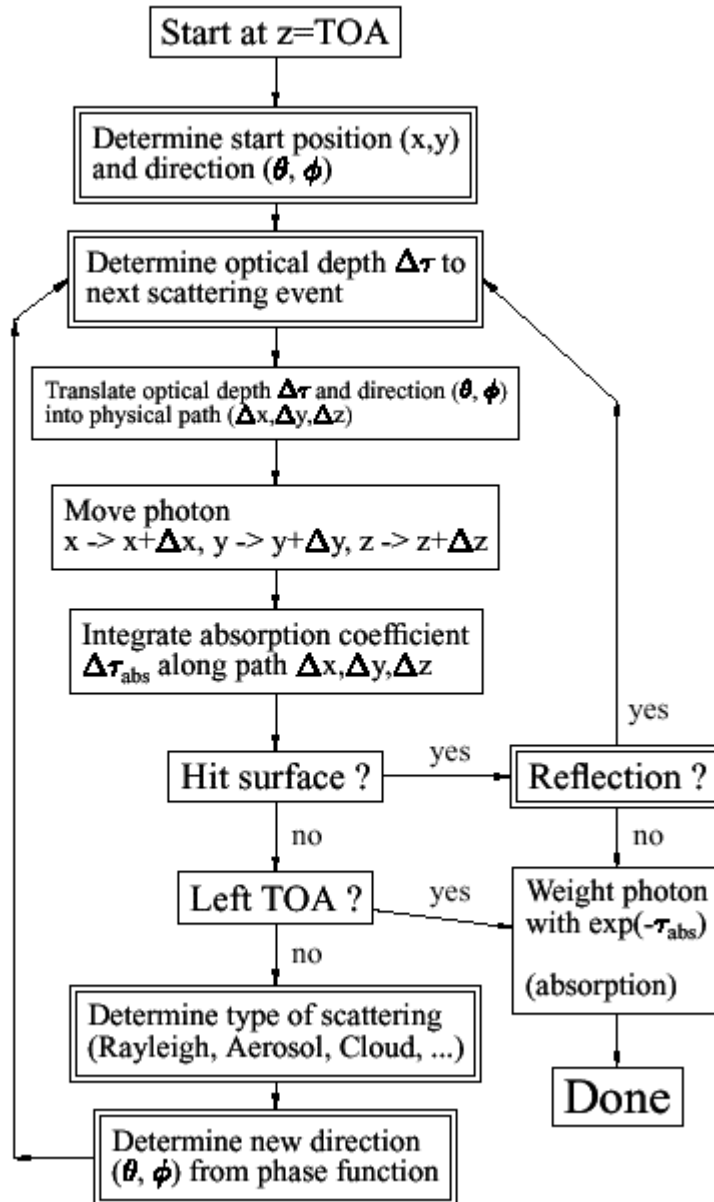 Start at z=TOA
Determine start position (x,y)
and direction (θ, ϕ)
Determine optical depth Δτ to
next scattering event
Translate optical depth Δτ and direction (θ, ϕ)
into physical path (Δx,Δy,Δz)
Move photon
x -> x+Δx, y -> y+Δy, z -> z+Δz
Integrate absorption coefficient
Δτabs along path Δx,Δy,Δz
yes
Hit surface ?
yes
Reflection ?
no
no
Left TOA ?
yes
Weight photon
with exp(-τabs)
(absorption)
no
Determine type of scattering
(Rayleigh, Aerosol, Cloud, ...)
Done
Determine new direction
(θ, ϕ) from phase function